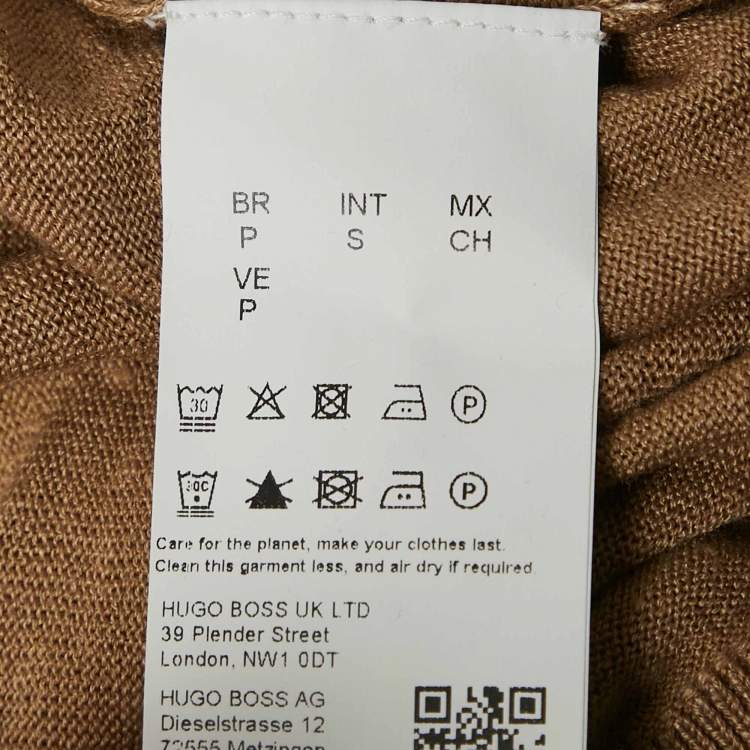 BR INT MX
P S CH
VE
P
30 P
30C P
Care for the planet, make your clothes last.
Clean this garment less, and air dry if required
HUGO BOSS UK LTD
39 Plender Street
London, NW1 0DT
HUGO BOSS AG
Dieselstrasse 12
72555 Metzingen